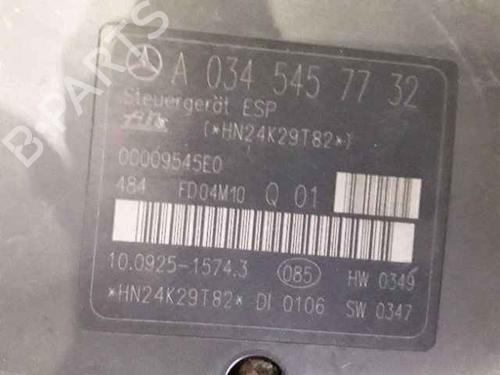 A 034 545 77 32
Steuergerät ESP
Ate (*HN24K29T82*)
00009545E0
484 FD04M10 Q 01
10.0925-1574.3 085 HW 0349
*HN24K29T82* DI 0106 SW 0347
B-PARTS